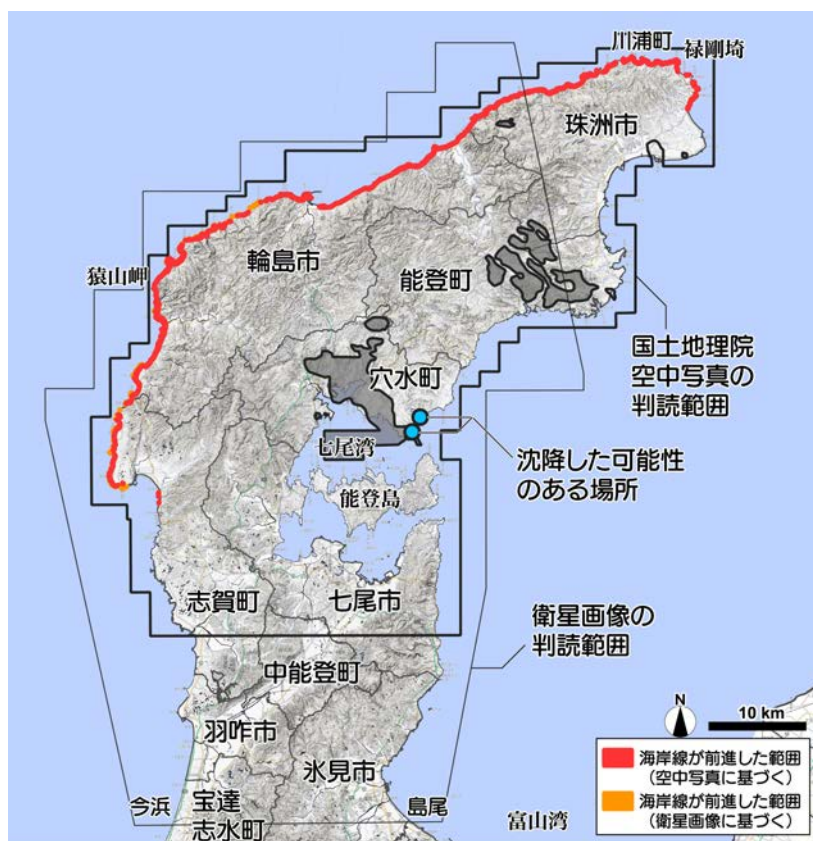 川浦町
禄剛埼
珠洲市
輪島市
猿山岬
能登町
国土地理院
空中写真の
判読範囲
穴水町
七尾湾
沈降した可能性
のある場所
能登島
志賀町
七尾市
衛星画像の
判読範囲
中能登町
羽咋市
氷見市
N
10 km
海岸線が前進した範囲
（空中写真に基づく）
海岸線が前進した範囲
（衛星画像に基づく）
今浜
宝達
志水町
島尾
富山湾